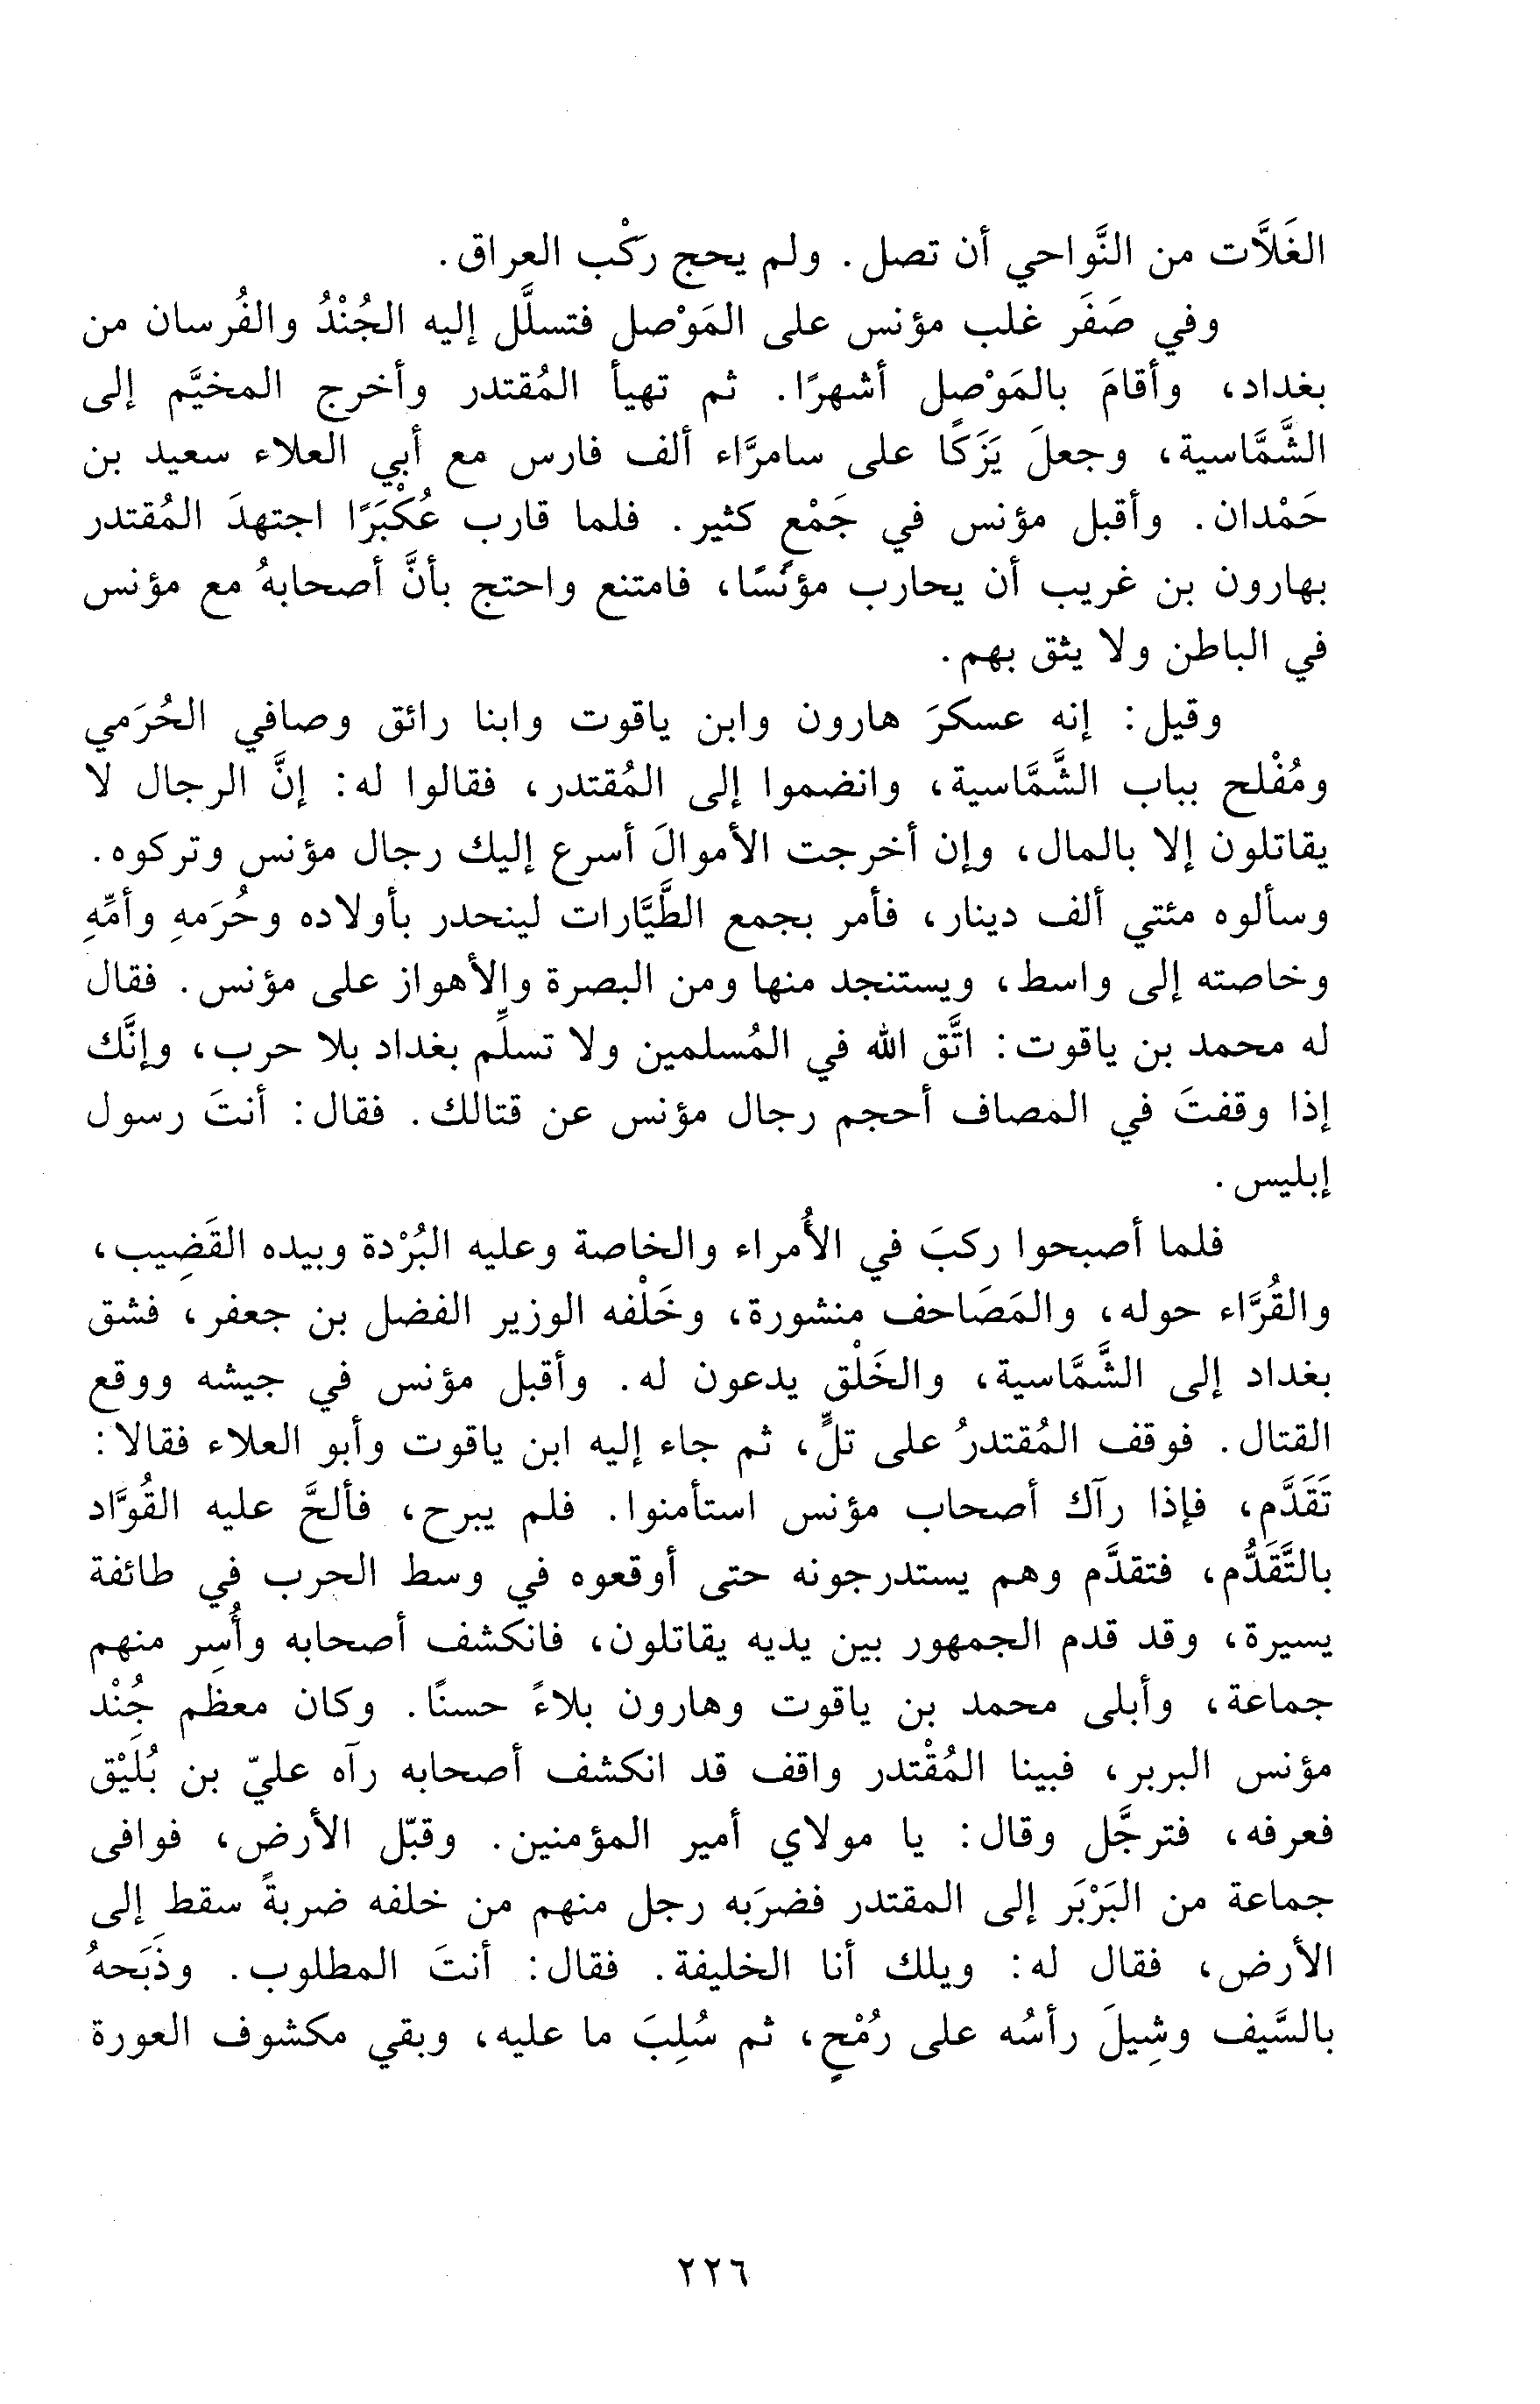 الغَلاَّت من النَّواحي أن تصل. ولم يحج ركْب العراق.
وفي صَفَر غلب مؤنس على المَوْصل فتسلَّل إليه الجُنْدُ والفُرسان من
بغداد، وأقامَ بالمَوْصل أشهرًا. ثم تهيأ المُقتدر وأخرج المخيَّم إلى
الشَّمَّاسية، وجعلَ يَزَكًا على سامرَّاء ألف فارس مع أبي العلاء سعيد بن
حَمْدان. وأقبل مؤنس في جَمْعٍ كثير. فلما قارب عُكْبَرًا اجتهدَ المُقتدر
بهارون بن غريب أن يحارب مؤنسًا، فامتنع واحتج بأنَّ أصحابهُ مع مؤنس
في الباطن ولا يثق بهم.
وقيل: إنه عسكرَ هارون وابن ياقوت وابنا رائق وصافي الحُرَمي
ومُفْلح بباب الشَّمَّاسية، وانضموا إلى المُقتدر، فقالوا له: إنَّ الرجال لا
يقاتلون إلا بالمال، وإن أخرجت الأموالَ أسرع إليك رجال مؤنس وتركوه.
وسألوه مئتي ألف دينار، فأمر بجمع الطَّيَّارات لينحدر بأولاده وحُرَمهِ وأمِّهِ
وخاصته إلى واسط، ويستنجد منها ومن البصرة والأهواز على مؤنس. فقال
له محمد بن ياقوت: اتَّق الله في المُسلمين ولا تسلِّم بغداد بلا حرب، وإنَّك
إذا وقفتَ في المصاف أحجم رجال مؤنس عن قتالك. فقال: أنتَ رسول
إبليس.
فلما أصبحوا ركبَ في الأُمراء والخاصة وعليه البُرْدة وبيده القَضِيب،
والقُرَّاء حوله، والمَصَاحف منشورة، وخَلْفه الوزير الفضل بن جعفر، فشق
بغداد إلى الشَّمَّاسية، والخَلْق يدعون له. وأقبل مؤنس في جيشه ووقع
القتال. فوقف المُقتدرُ على تلٍّ، ثم جاء إليه ابن ياقوت وأبو العلاء فقالا:
تَقَدَّم، فإذا رآك أصحاب مؤنس استأمنوا. فلم يبرح، فألحَّ عليه القُوَّاد
بالتَّقَدُّم، فتقدَّم وهم يستدرجونه حتى أوقعوه في وسط الحرب في طائفة
يسيرة، وقد قدم الجمهور بين يديه يقاتلون، فانكشف أصحابه وأُسِر منهم
جماعة، وأبلى محمد بن ياقوت وهارون بلاءً حسنًا. وكان معظَم جُنْد
مؤنس البربر، فبينا المُقْتدر واقف قد انكشف أصحابه رآه عليّ بن بُلَيْق
فعرفه، فترجَّل وقال: يا مولاي أمير المؤمنين. وقبّل الأرض، فوافى
جماعة من البَرْبَر إلى المقتدر فضرَبه رجل منهم من خلفه ضربةً سقط إلى
الأرض، فقال له: ويلك أنا الخليفة. فقال: أنتَ المطلوب. وذَبَحهُ
بالسَّيف وشِيلَ رأسُه على رُمْحٍ، ثم سُلِبَ ما عليه، وبقي مكشوف العورة
٢٢٦